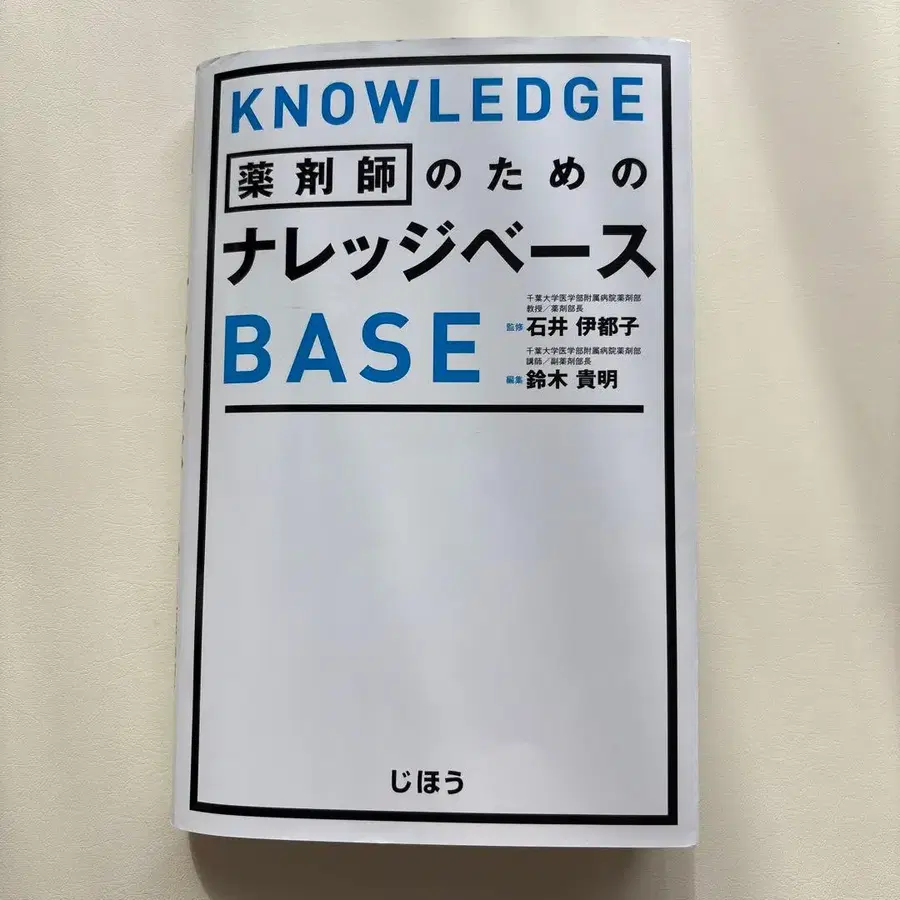 KNOWLEDGE
薬剤師のための
ナレッジベース
BASE
千葉大学医学部附属病院薬剤部
教授／薬剤部長
監修 石井 伊都子
千葉大学医学部附属病院薬剤部
講師／副薬剤部長
編集 鈴木 貴明
じほう